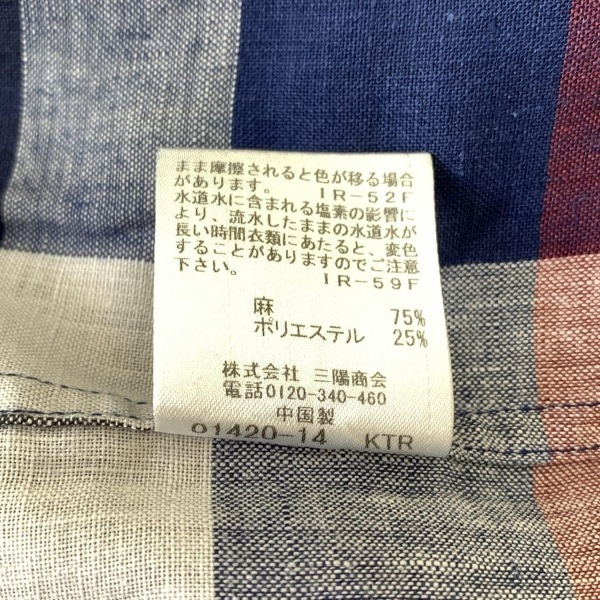 まま摩擦されると色が移る場合
があります。 IR-52F
水道水に含まれる塩素の影響に
より、流水したままの水道水が
長い時間衣類にあたると、変色
することがありますのでご注意
下さい。 IR-59F
麻 75%
ポリエステル 25%
株式会社 三陽商会
電話0120-340-460
中国製
01420-14 KTR